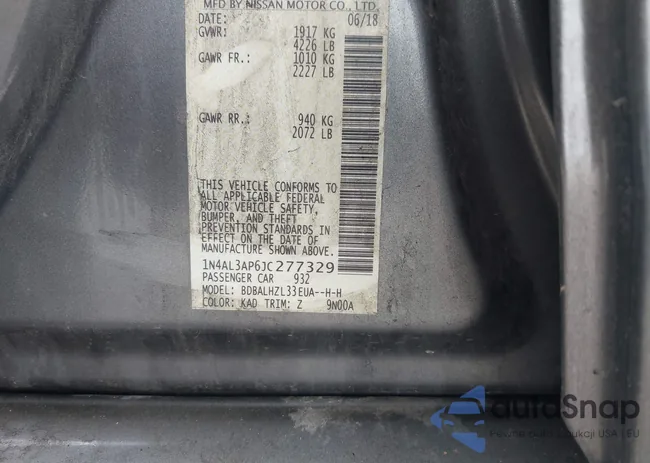 MFD BY NISSAN MOTOR CO., LTD.
DATE: 06/18
GVWR: 1917 KG
4226 LB
GAWR FR.: 1010 KG
2227 LB
GAWR RR.: 940 KG
2072 LB
THIS VEHICLE CONFORMS TO
ALL APPLICABLE FEDERAL
MOTOR VEHICLE SAFETY,
BUMPER, AND THEFT
PREVENTION STANDARDS IN
EFFECT ON THE DATE OF
MANUFACTURE SHOWN ABOVE.
1N4AL3AP6JC277329
PASSENGER CAR 932
MODEL: BDBALHZL33EUA--H-H
COLOR: KAD TRIM: Z 9N00A
autoSnap
USA | EU